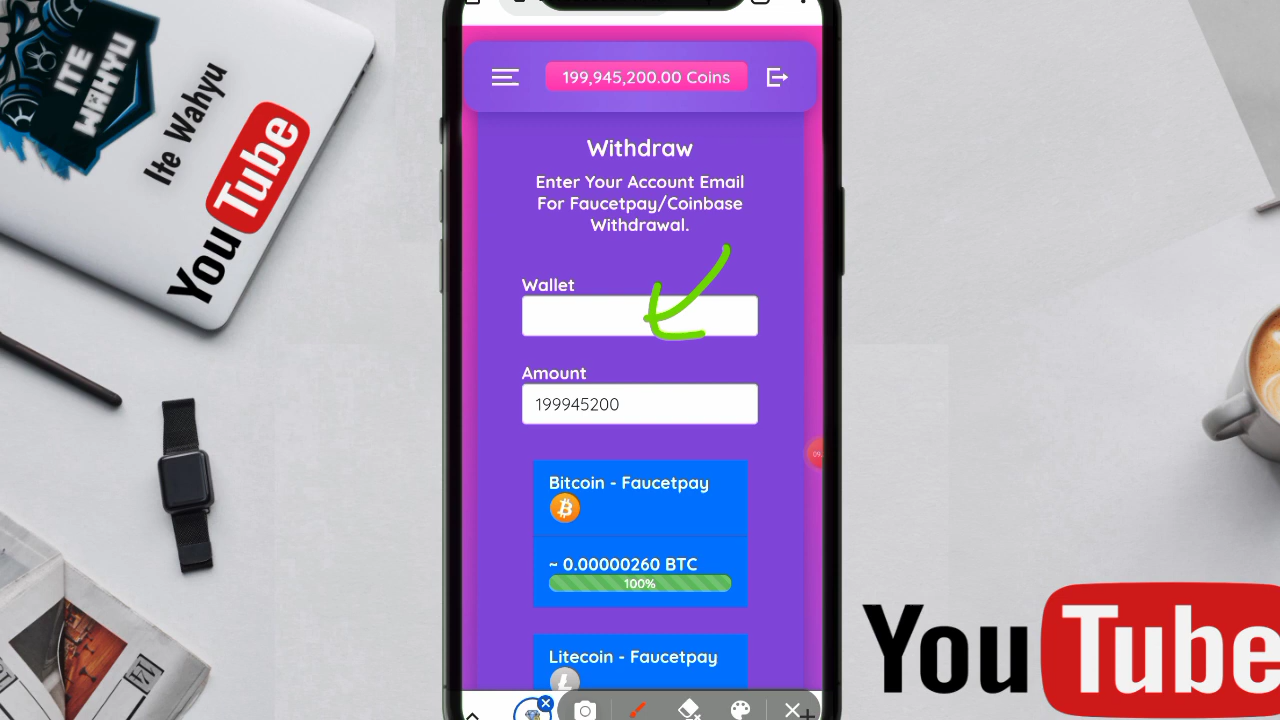 ITE
WAHYU
Ite Wahyu
YouTube
199,945,200.00 Coins
Withdraw
Enter Your Account Email
For Faucetpay/Coinbase
Withdrawal.
Wallet
Amount
199945200
Bitcoin - Faucetpay
~ 0.00000260 BTC
100%
Litecoin - Faucetpay
YouTube
14